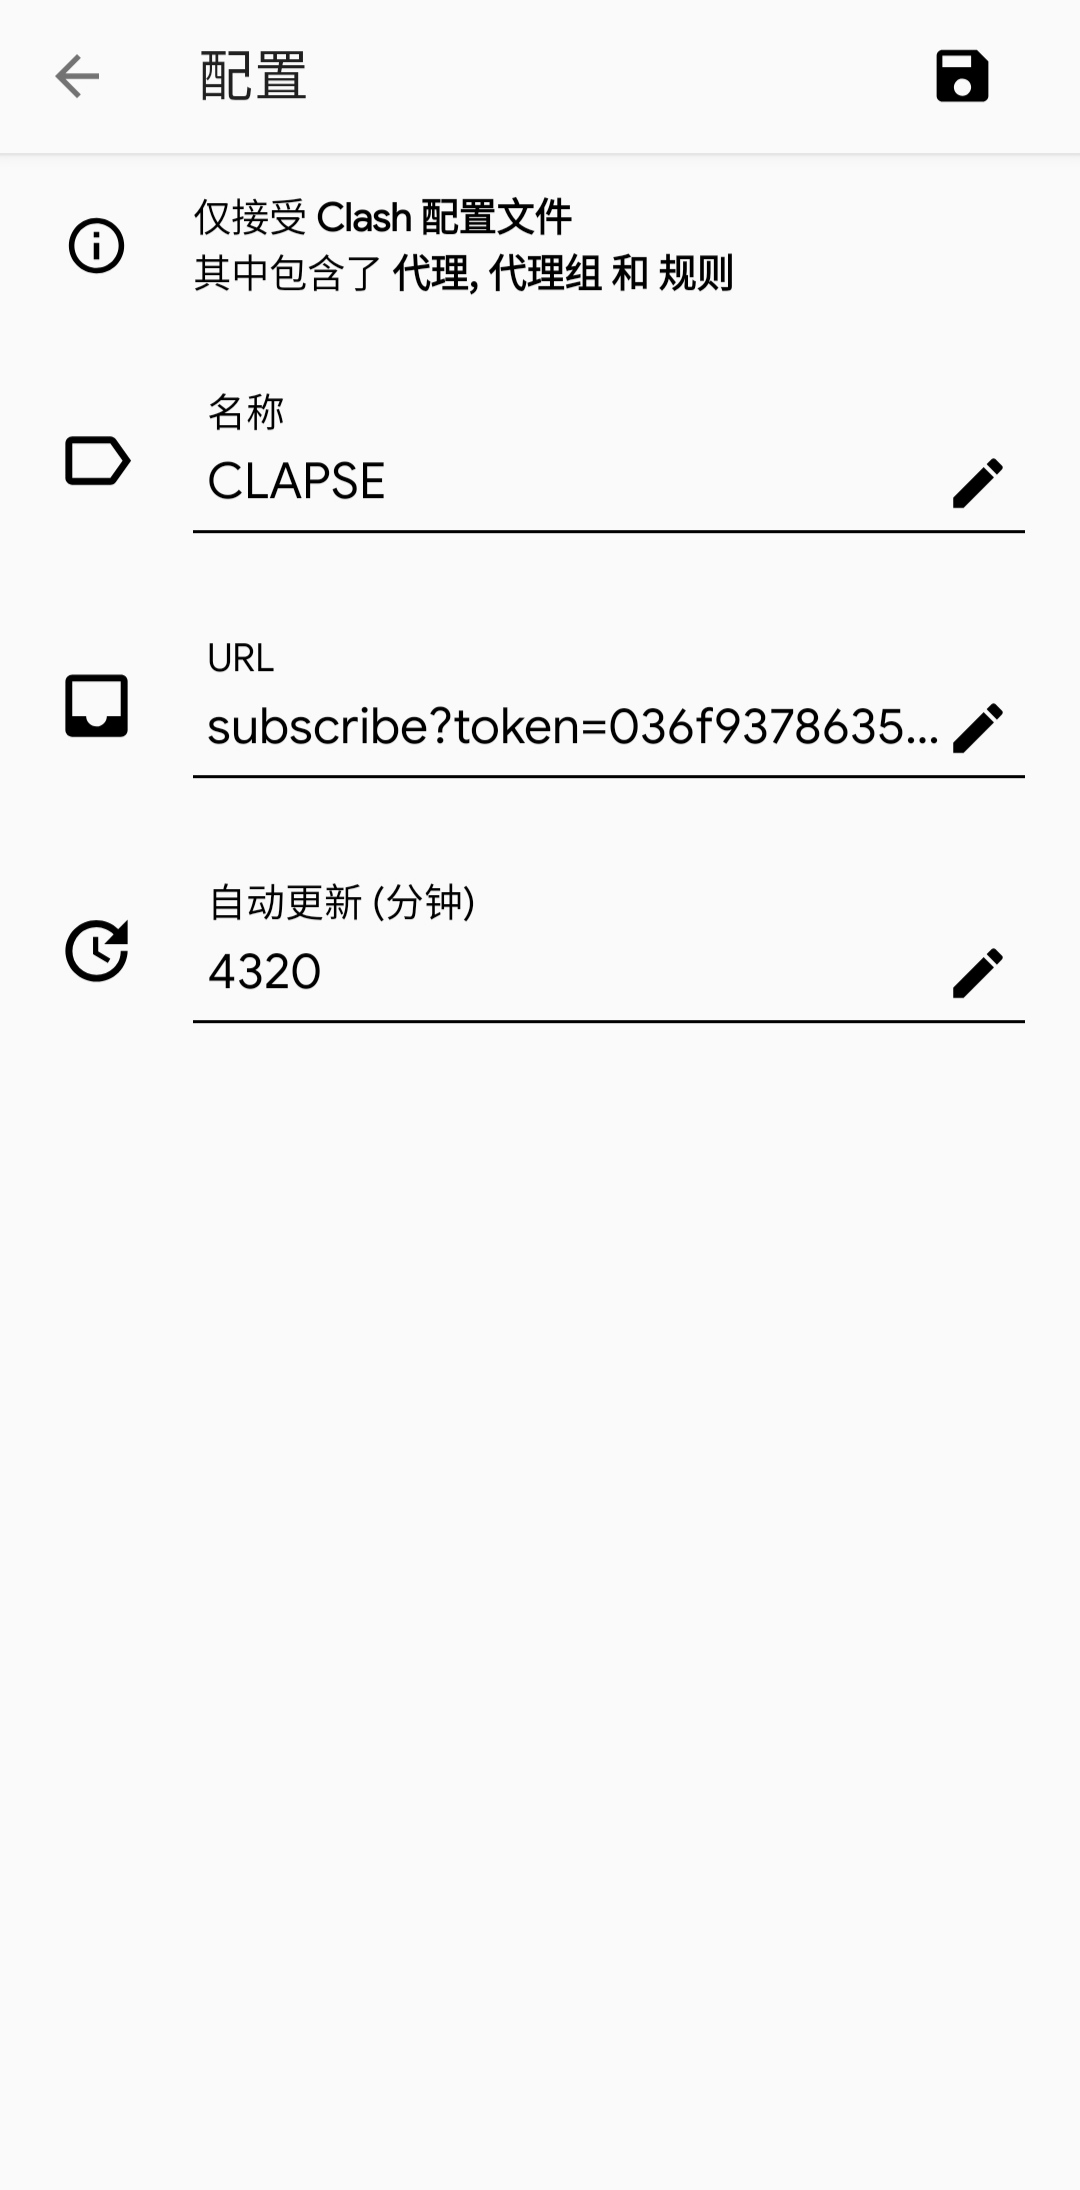 配置
仅接受 Clash 配置文件
其中包含了 代理, 代理组 和 规则
名称
CLAPSE
URL
subscribe?token=036f9378635...
自动更新 (分钟)
4320